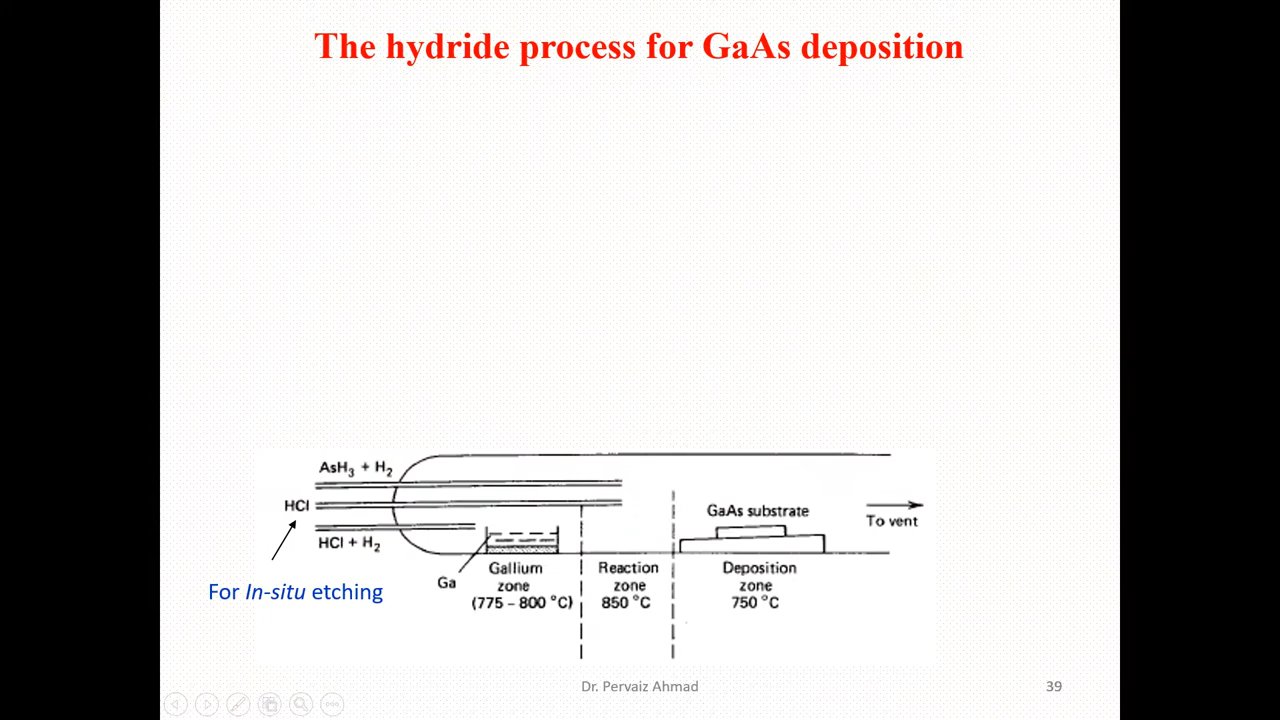 The hydride process for GaAs deposition
AsH3 + H2
HCl
HCl + H2
For In-situ etching
Ga
Gallium
zone
(775 – 800 °C)
Reaction
zone
850 °C
GaAs substrate
Deposition
zone
750 °C
To vent
Dr. Pervaiz Ahmad
39